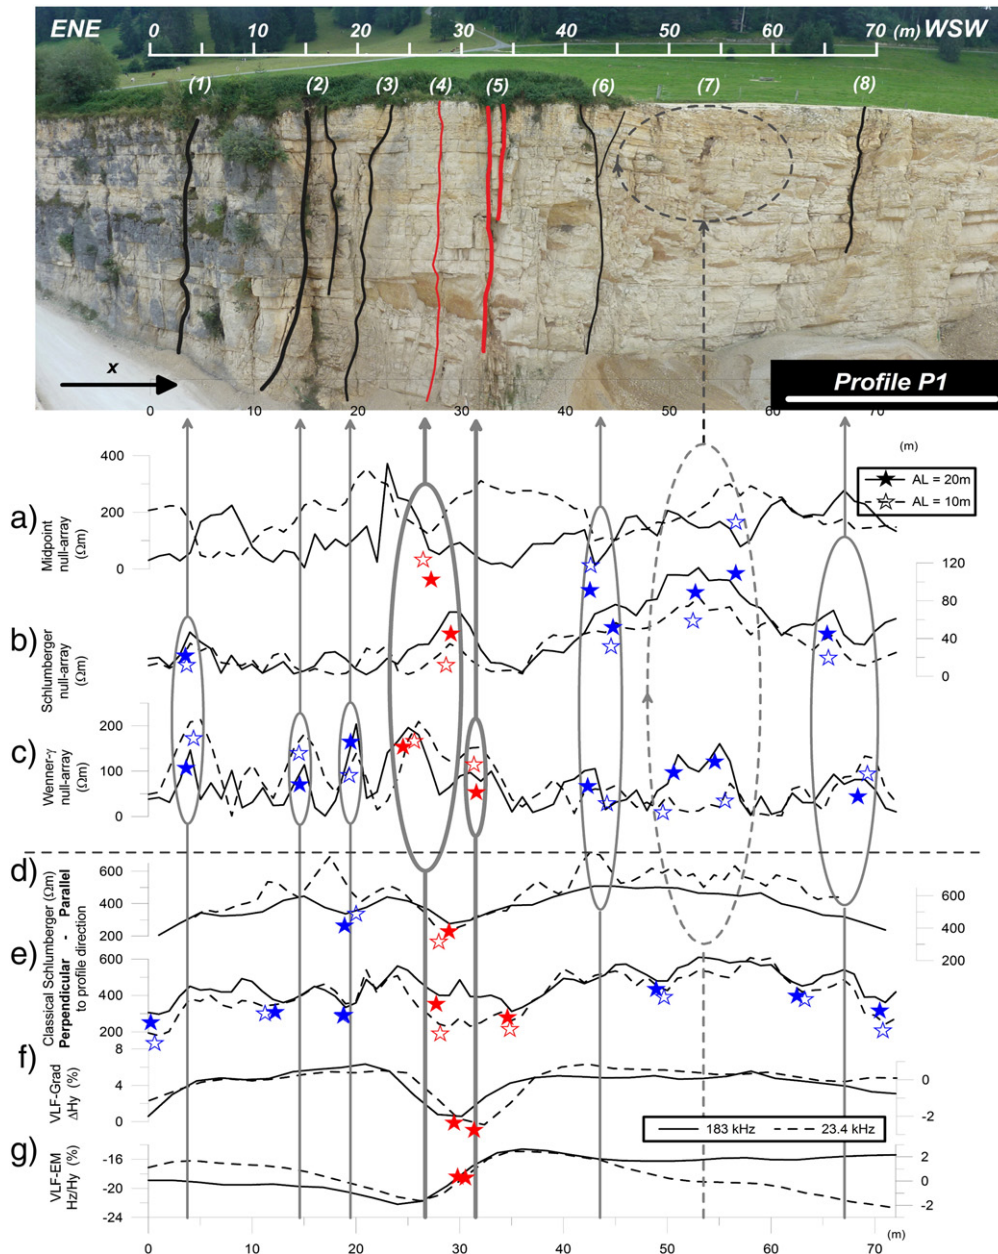 ENE 0 10 20 30 40 50 60 70 (m) WSW
(1) (2) (3) (4) (5) (6) (7) (8)
x
Profile P1
0 10 20 30 40 50 60 70
(m)
AL = 20m
AL = 10m
a)
Midpoint
null-array
(Ωm)
400
200
0
b)
Schlumberger
null-array
(Ωm)
120
80
40
0
c)
Wenner-γ
null-array
(Ωm)
200
100
0
d)
e)
Classical Schlumberger (Ωm)
Perpendicular - Parallel
to profile direction
600
400
200
600
400
200
600
400
200
f)
VLF-Grad
ΔHy (%)
8
4
0
0
-2
183 kHz 23.4 kHz
g)
VLF-EM
Hz/Hy (%)
-16
-20
-24
2
0
-2
0 10 20 30 40 50 60 70 (m)